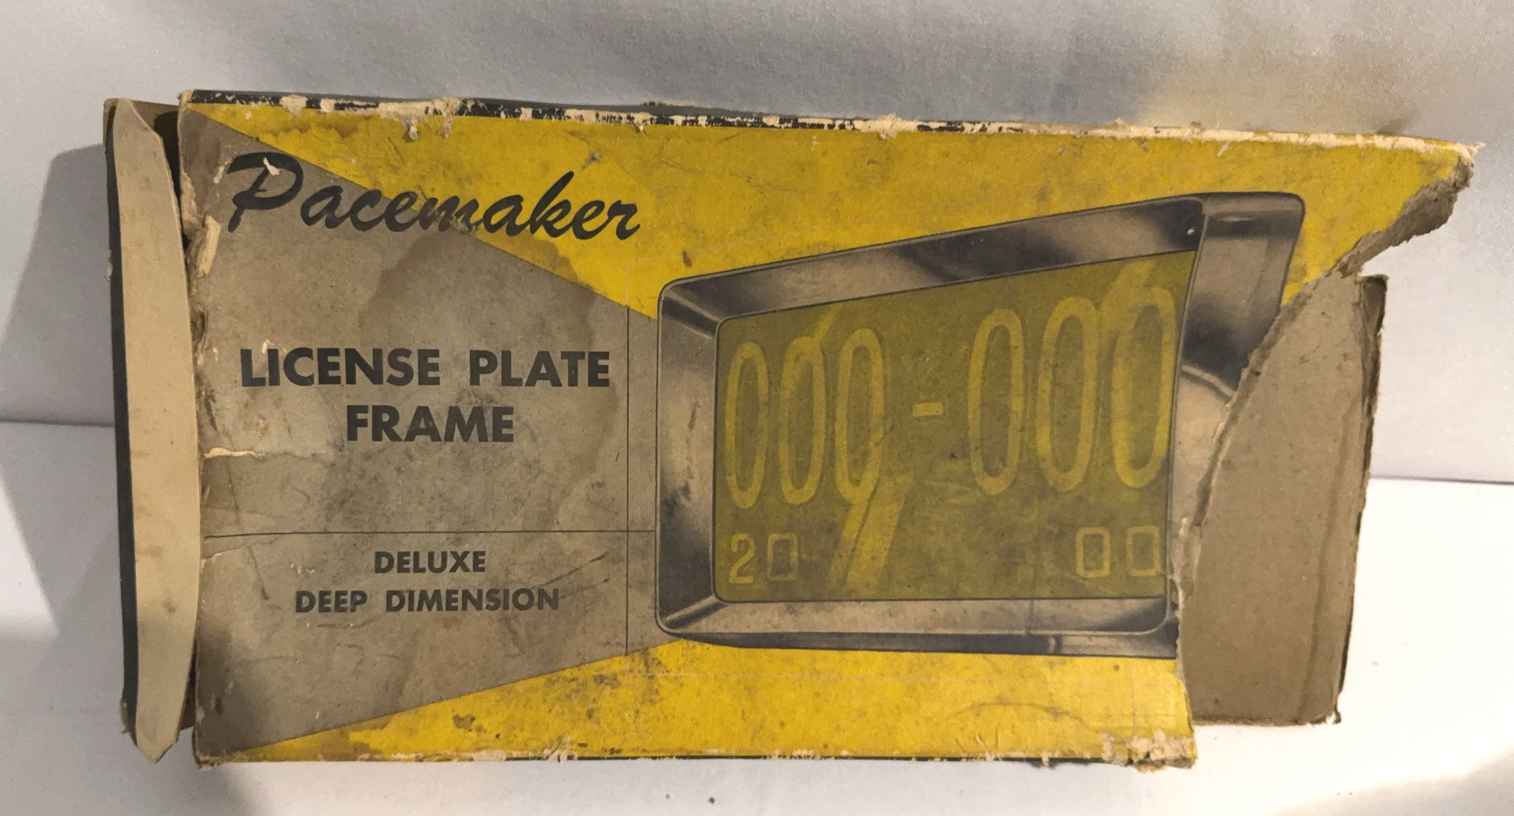 Pacemaker
LICENSE PLATE
FRAME
DELUXE
DEEP DIMENSION
000-000
20 00